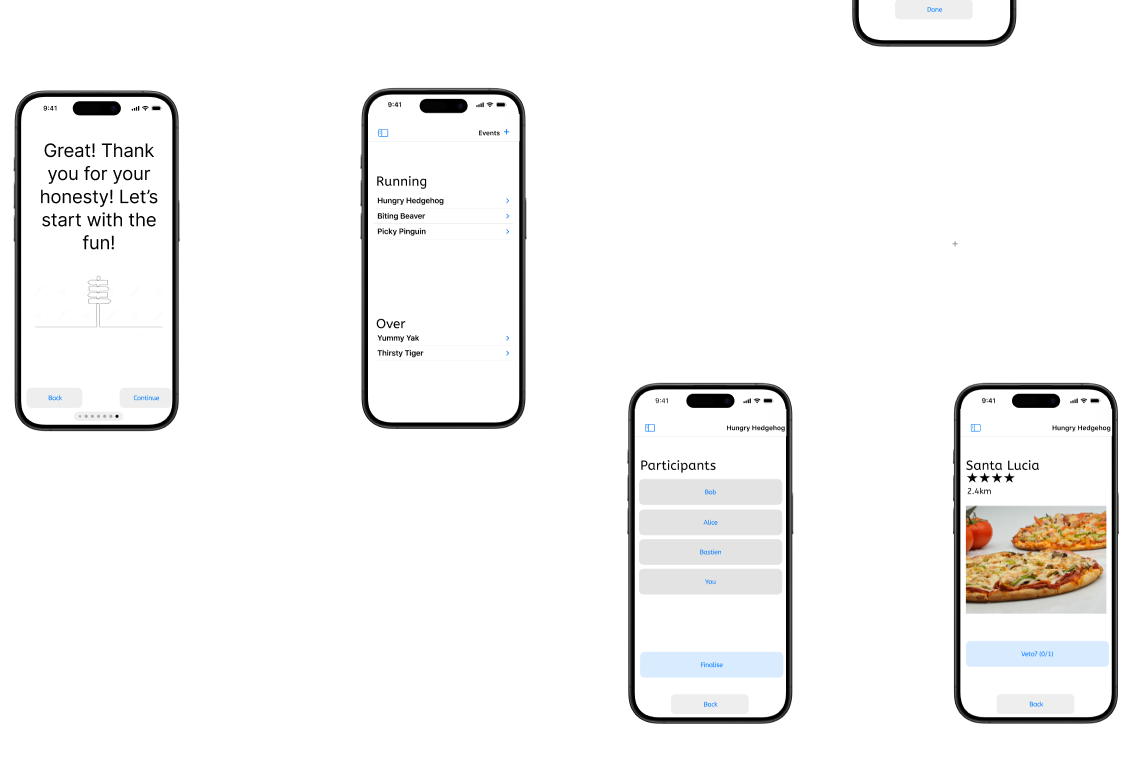 Done
9:41
Great! Thank
you for your
honesty! Let’s
start with the
fun!
Back
Continue
9:41
Events +
Running
Hungry Hedgehog
Biting Beaver
Picky Pinguin
Over
Yummy Yak
Thirsty Tiger
9:41
Hungry Hedgehog
Participants
Bob
Alice
Bastien
You
Finalise
Back
9:41
Hungry Hedgehog
Santa Lucia
★★★★
2.4km
Veto? (0/1)
Back